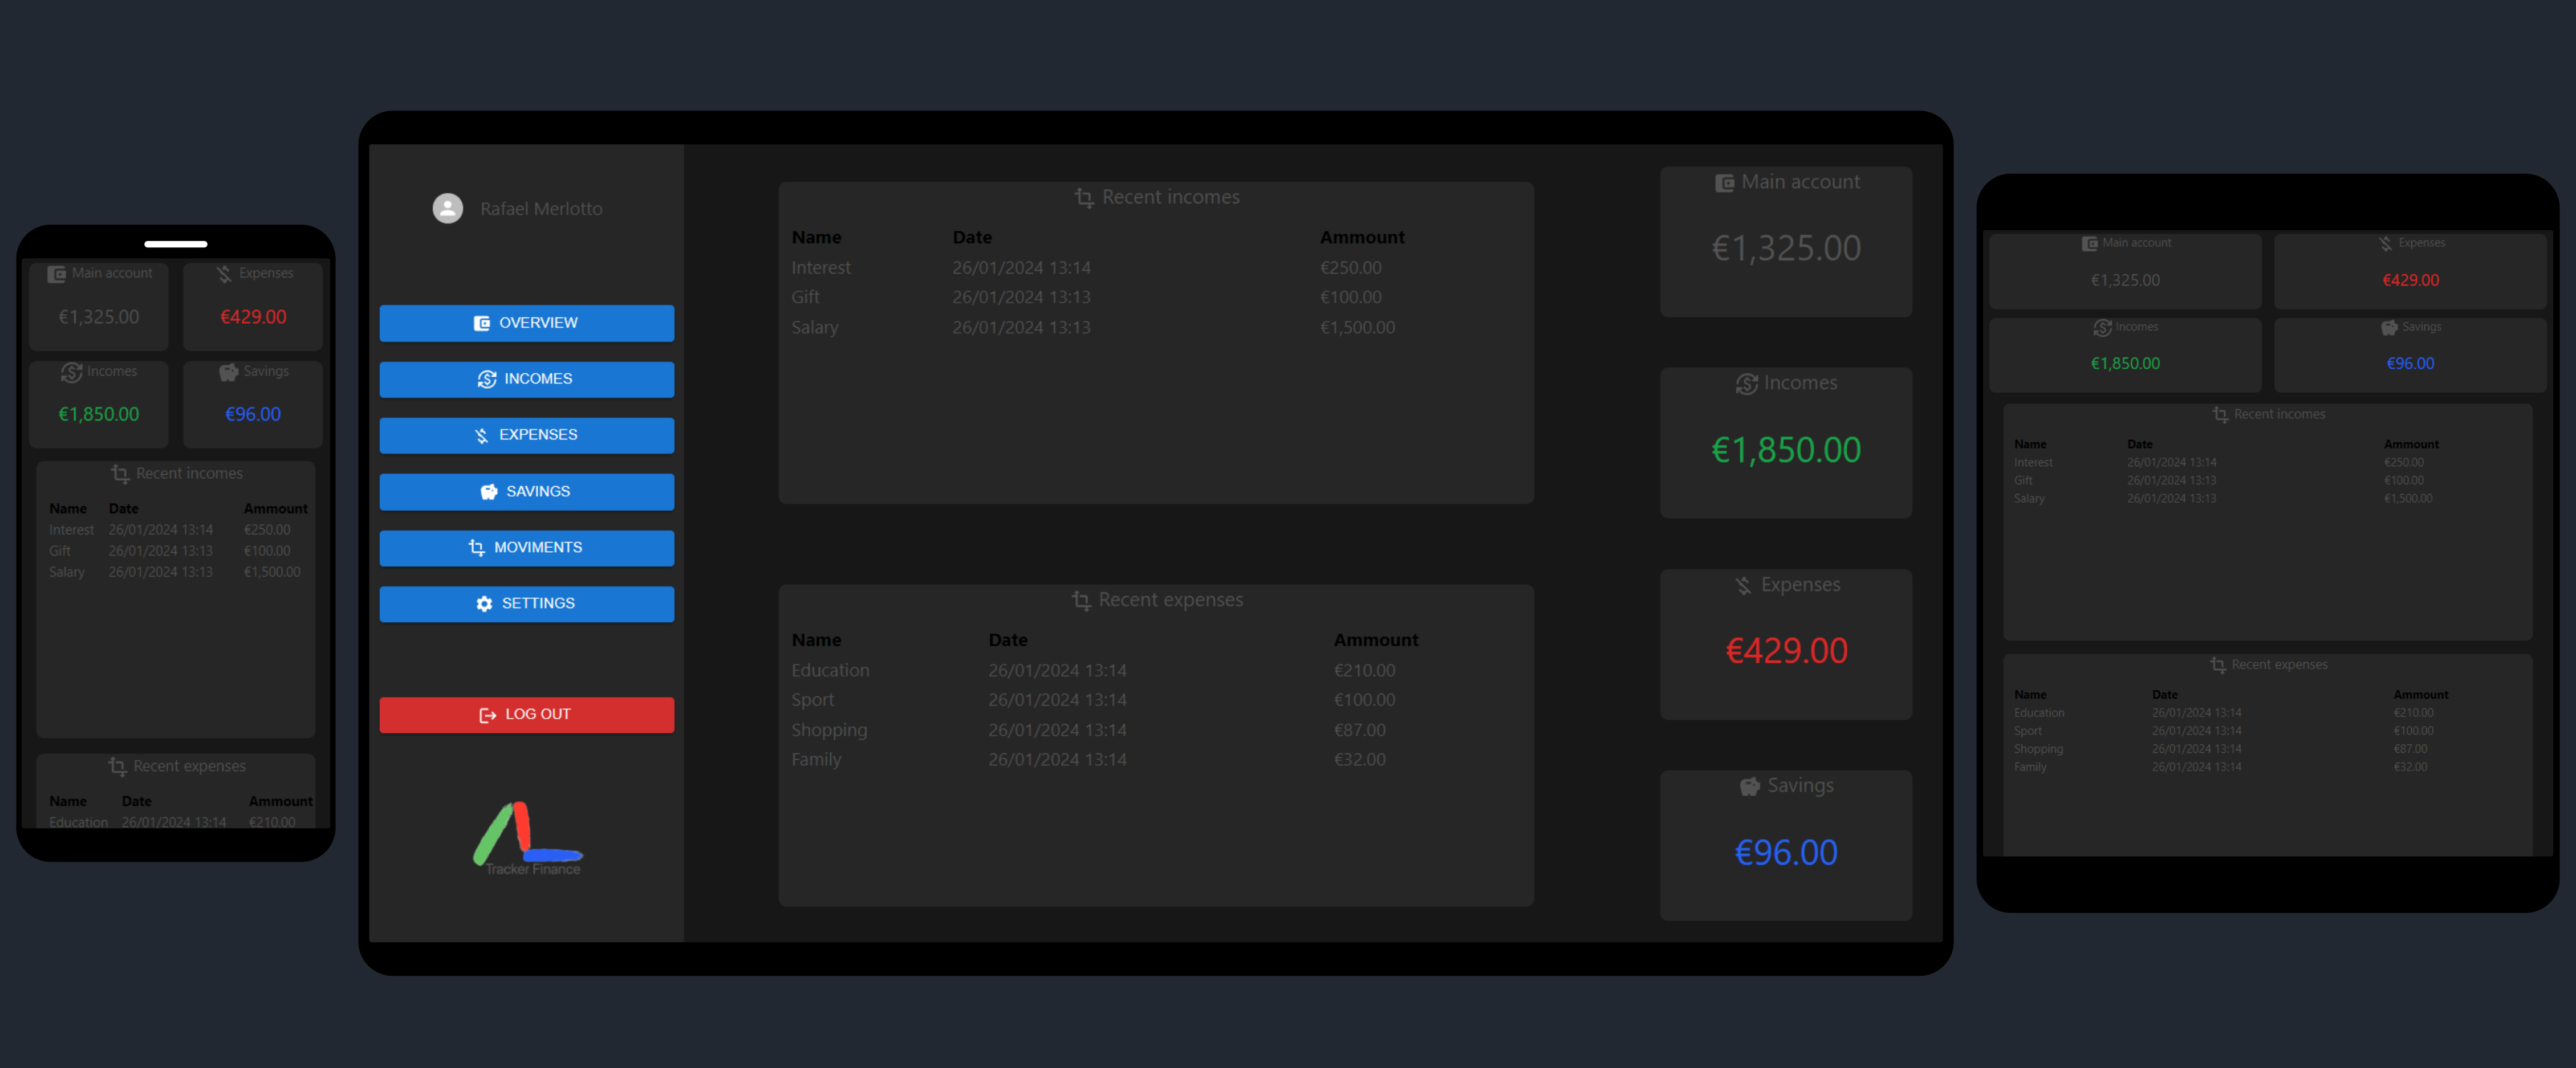 Main account Expenses
€1,325.00 €429.00
Incomes Savings
€1,850.00 €96.00
Recent incomes
Name Date Ammount
Interest 26/01/2024 13:14 €250.00
Gift 26/01/2024 13:13 €100.00
Salary 26/01/2024 13:13 €1,500.00
Recent expenses
Name Date Ammount
Education 26/01/2024 13:14 €210.00
Rafael Merlotto
OVERVIEW
INCOMES
EXPENSES
SAVINGS
MOVIMENTS
SETTINGS
LOG OUT
Tracker Finance
Recent incomes
Name Date Ammount
Interest 26/01/2024 13:14 €250.00
Gift 26/01/2024 13:13 €100.00
Salary 26/01/2024 13:13 €1,500.00
Recent expenses
Name Date Ammount
Education 26/01/2024 13:14 €210.00
Sport 26/01/2024 13:14 €100.00
Shopping 26/01/2024 13:14 €87.00
Family 26/01/2024 13:14 €32.00
Main account
€1,325.00
Incomes
€1,850.00
Expenses
€429.00
Savings
€96.00
Main account Expenses
€1,325.00 €429.00
Incomes Savings
€1,850.00 €96.00
Recent incomes
Name Date Ammount
Interest 26/01/2024 13:14 €250.00
Gift 26/01/2024 13:13 €100.00
Salary 26/01/2024 13:13 €1,500.00
Recent expenses
Name Date Ammount
Education 26/01/2024 13:14 €210.00
Sport 26/01/2024 13:14 €100.00
Shopping 26/01/2024 13:14 €87.00
Family 26/01/2024 13:14 €32.00